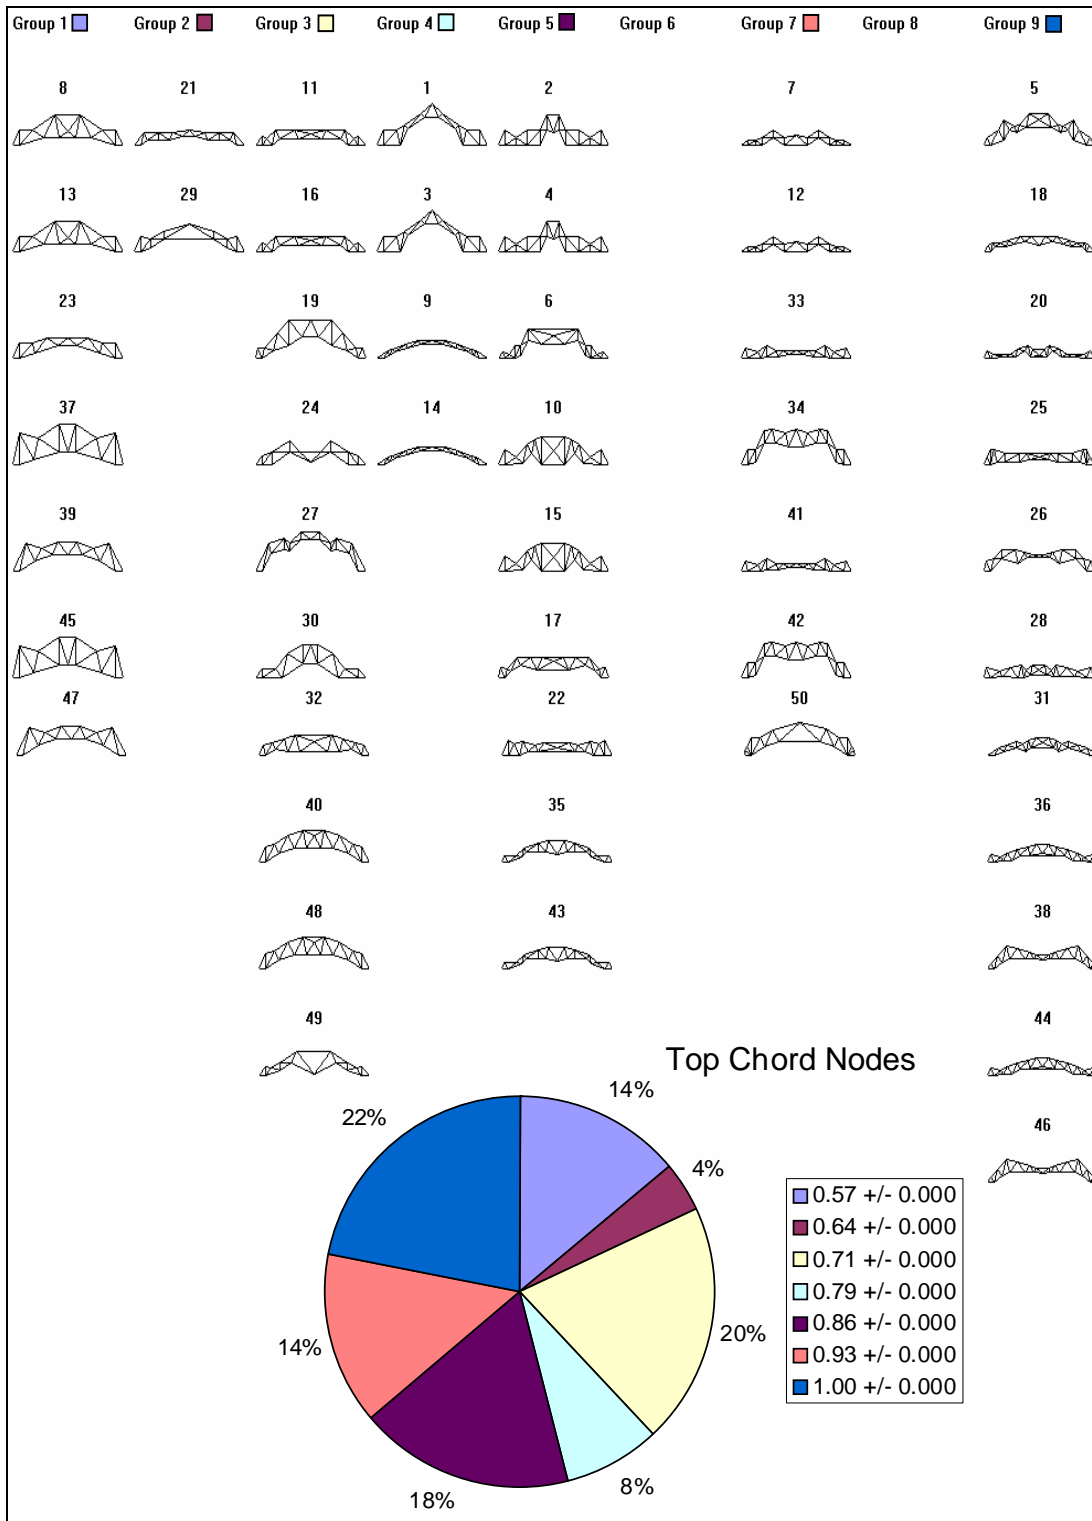 Group 1 Group 2 Group 3 Group 4 Group 5 Group 6 Group 7 Group 8 Group 9
8 21 11 1 2 7 5
13 29 16 3 4 12 18
23 19 9 6 33 20
37 24 14 10 34 25
39 27 15 41 26
45 30 17 42 28
47 32 22 50 31
40 35 36
48 43 38
49 44
46
Top Chord Nodes
14%
4%
20%
8%
18%
14%
22%
0.57 +/- 0.000
0.64 +/- 0.000
0.71 +/- 0.000
0.79 +/- 0.000
0.86 +/- 0.000
0.93 +/- 0.000
1.00 +/- 0.000